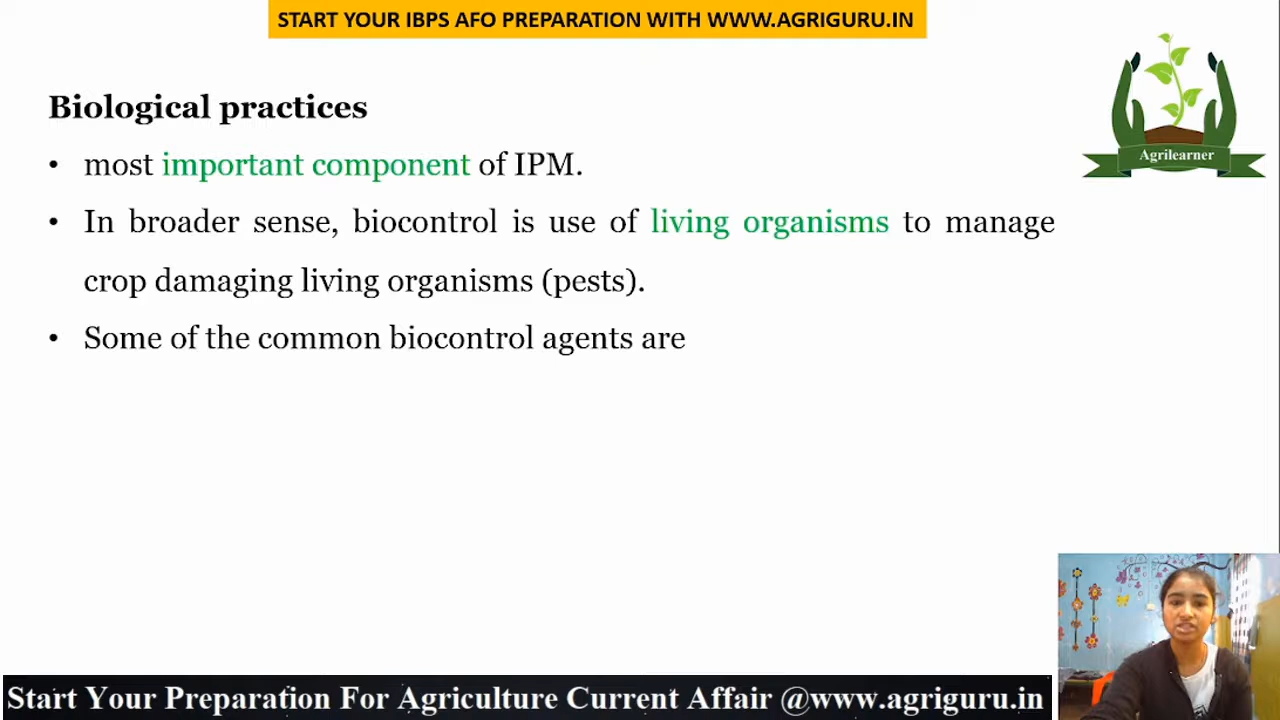 START YOUR IBPS AFO PREPARATION WITH WWW.AGRIGURU.IN
Agrilearner
Biological practices
• most important component of IPM.
• In broader sense, biocontrol is use of living organisms to manage
crop damaging living organisms (pests).
• Some of the common biocontrol agents are
Start Your Preparation For Agriculture Current Affair @www.agriguru.in